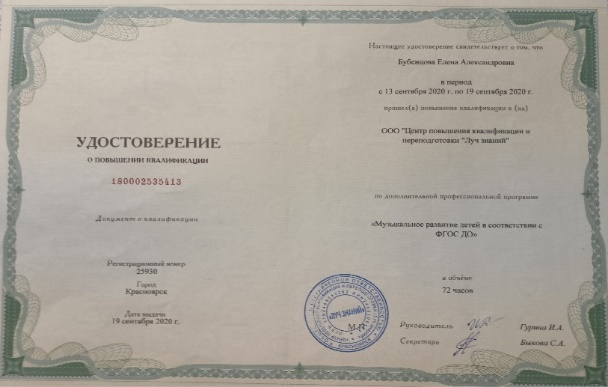 УДОСТОВЕРЕНИЕ
О ПОВЫШЕНИИ КВАЛИФИКАЦИИ
180002535413
Документ о квалификации
Регистрационный номер
25930
Город
Красноярск
Дата выдачи
19 сентября 2020 г.
Настоящее удостоверение свидетельствует о том, что
Елена Александровна
в период
с 13 сентября 2020 г. по 19 сентября 2020 г.
прошел(а) повышение квалификации в (на)
ООО "Центр повышения квалификации и
переподготовки "Луч знаний"
по дополнительной профессиональной программе
«Музыкальное развитие детей в соответствии с
ФГОС ДО»
в объёме
72 часов
«ЛУЧ ЗНАНИЙ»
М.П.
Руководитель
Гурина И.А.
Секретарь
Быкова С.А.